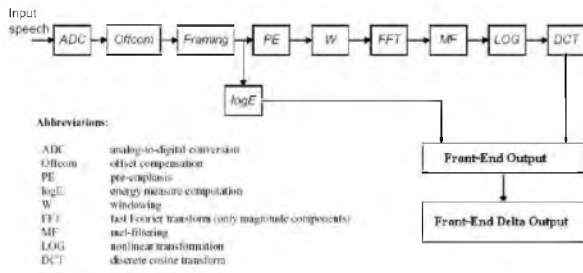 Input
speech
ADC Offcom Framing PE W FFT MF LOG DCT
logE
Abbreviations:
ADC analog-to-digital conversion
Offcom offset compensation
PE pre-emphasis
logE energy measure computation
W windowing
FFT fast Fourier transform (only magnitude components)
MF mel-filtering
LOG nonlinear transformation
DCT discrete cosine transform
Front-End Output
Front-End Delta Output